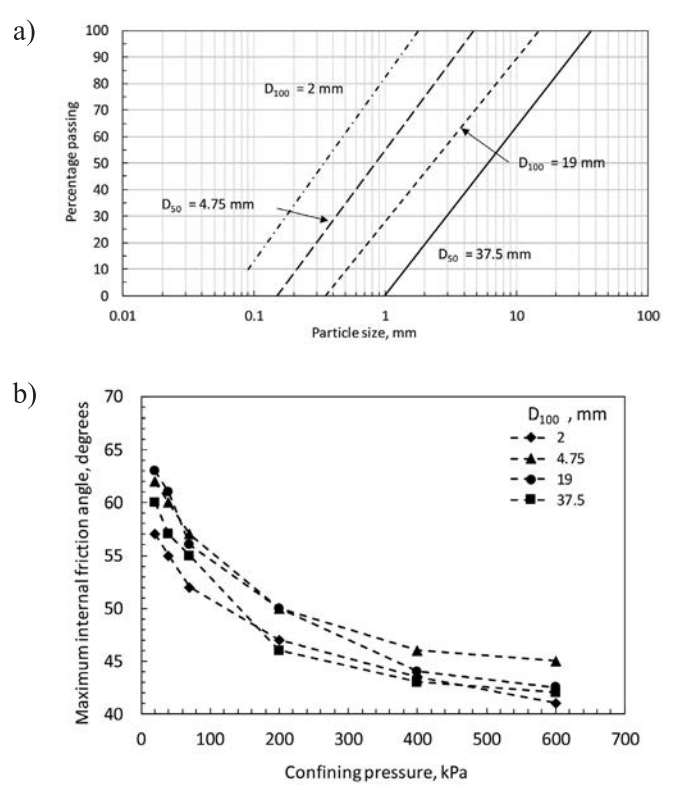 a)
100
90
80
70
60
50
40
30
20
10
0
Percentage passing
D₁₀₀ = 2 mm
D₁₀₀ = 19 mm
D₅₀ = 4.75 mm
D₅₀ = 37.5 mm
0.01 0.1 1 10 100
Particle size, mm
b)
70
65
60
55
50
45
40
Maximum internal friction angle, degrees
D₁₀₀ , mm
2
4.75
19
37.5
0 100 200 300 400 500 600 700
Confining pressure, kPa